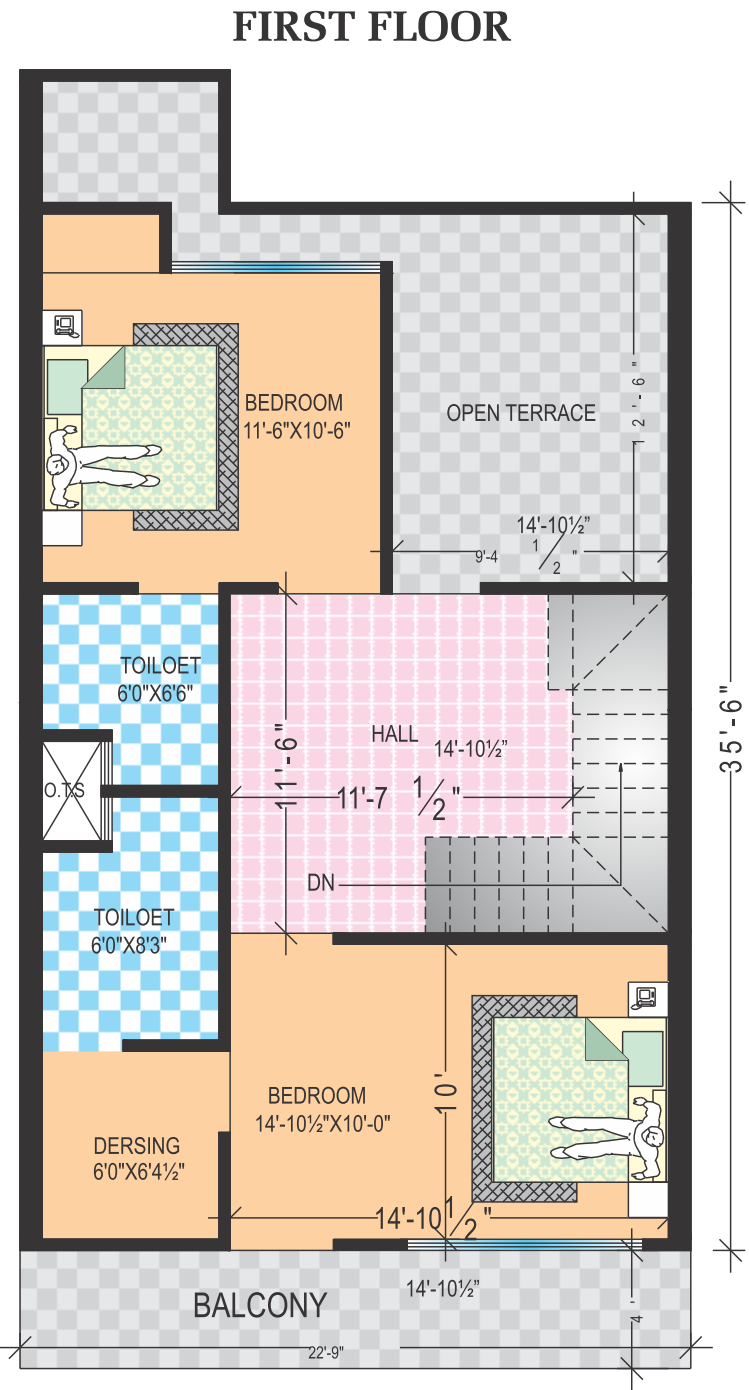 FIRST FLOOR
BEDROOM
11'-6"X10'-6"
OPEN TERRACE
12'-6"
14'-10½"
9'-4 1/2"
TOILOET
6'0"X6'6"
35'-6"
HALL
14'-10½"
11'-6"
O.T.S
11'-7 1/2"
DN
TOILOET
6'0"X8'3"
BEDROOM
14'-10½"X10'-0"
10'
DERSING
6'0"X6'4½"
14'-10 1/2"
14'-10½"
BALCONY
4'
22'-9"